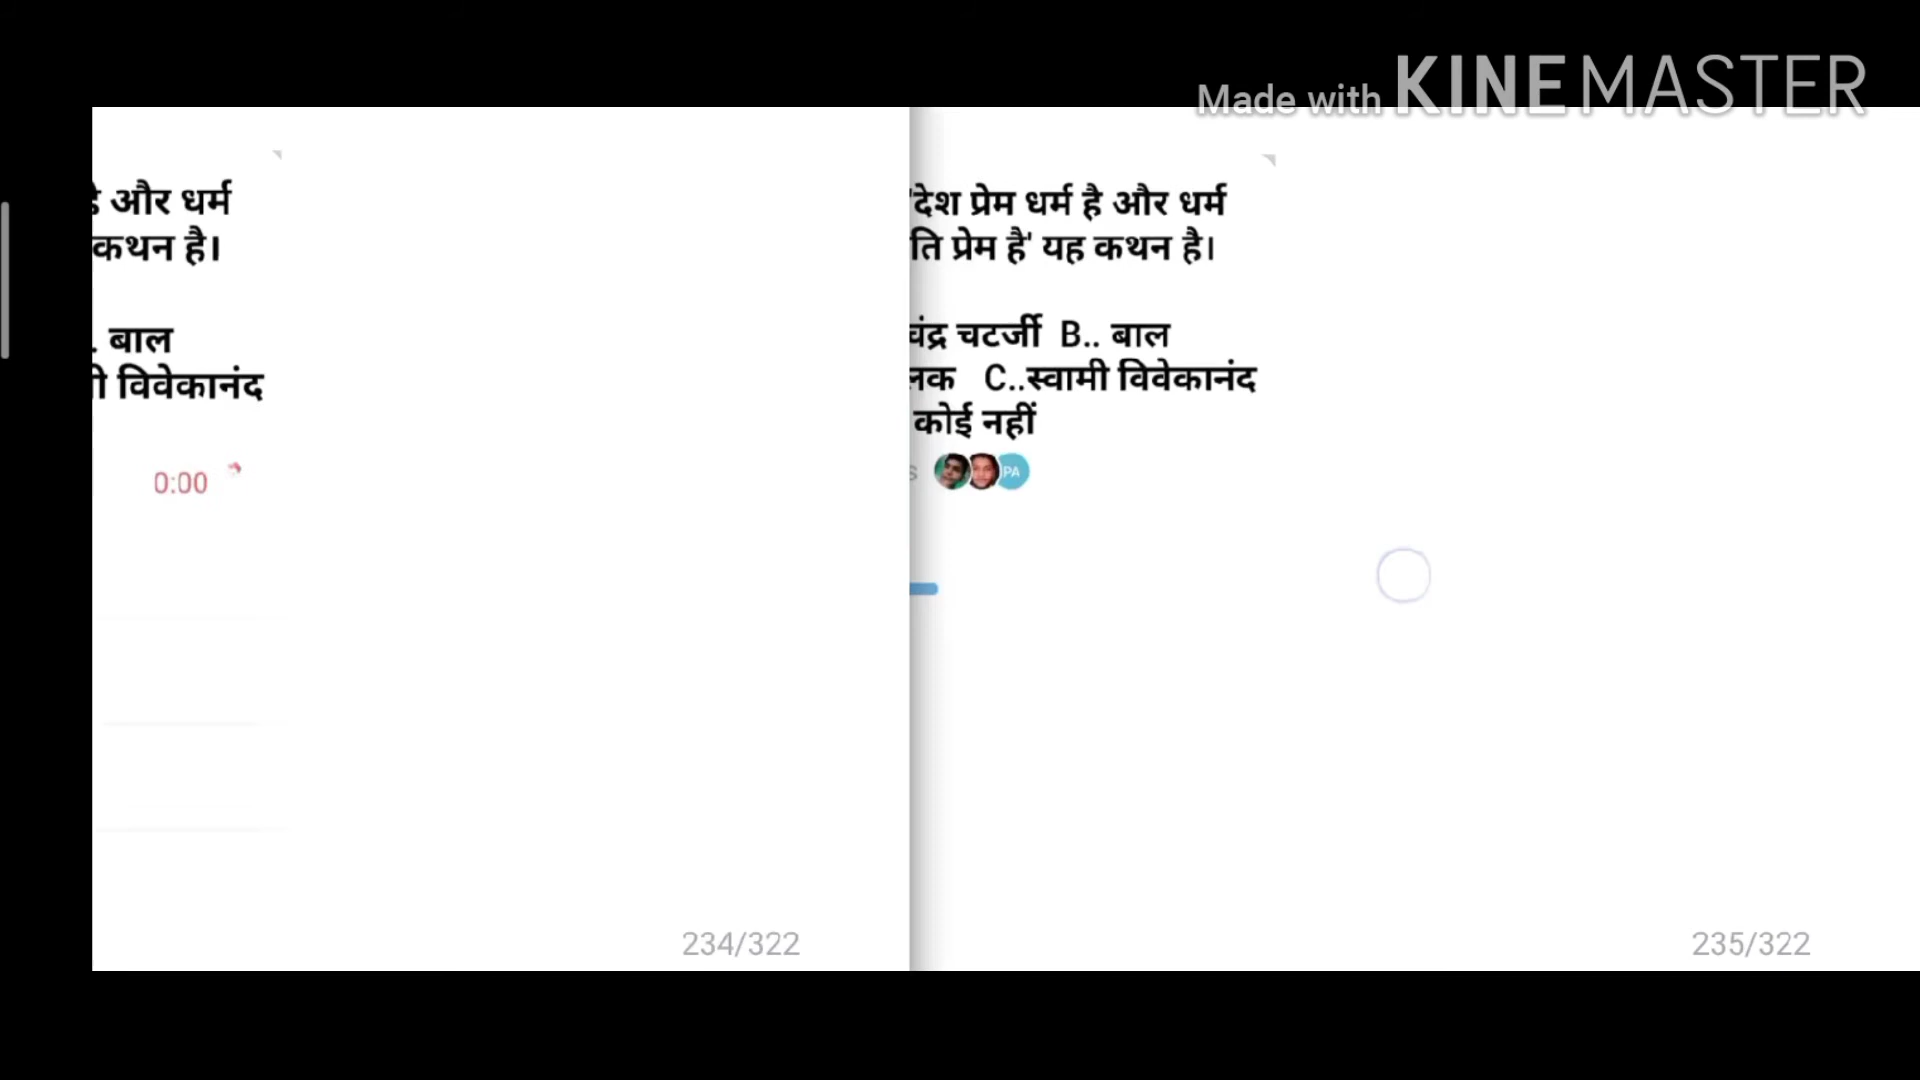 Made with KINEMASTER
और धर्म
कथन है।
. बाल
विवेकानंद
0:00
234/322
'देश प्रेम धर्म है और धर्म
प्रेम है' यह कथन है।
चटर्जी B.. बाल
C..स्वामी विवेकानंद
कोई नहीं
PA
235/322